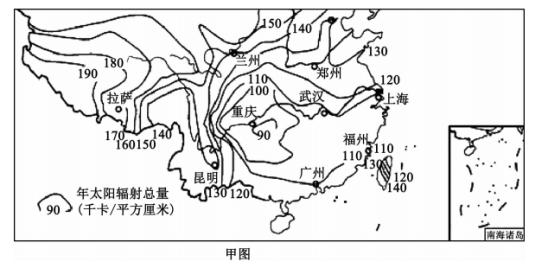 150
140
130
180
190
兰州
郑州
120
拉萨
110
100
重庆
武汉
上海
90
170
160
150
140
福州
110
110
130
昆明
广州
120
140
130
120
年太阳辐射总量
90
(千卡/平方厘米)
南海诸岛
甲图